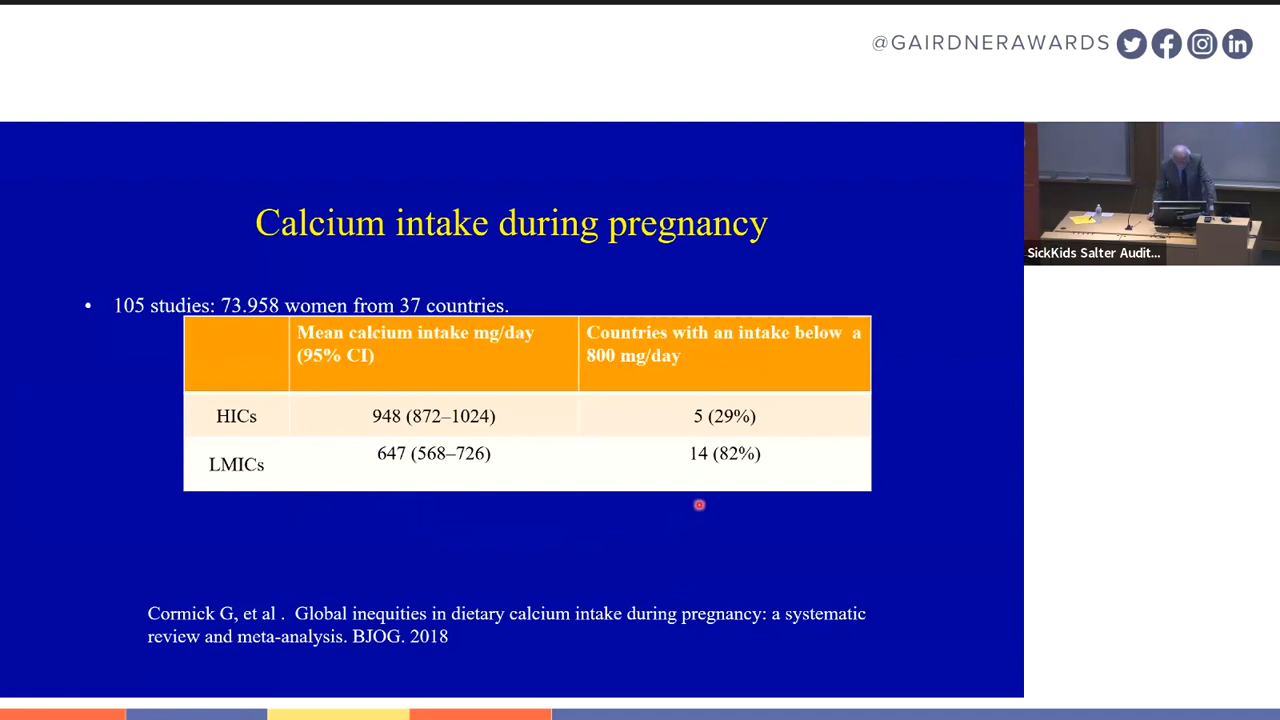 @GAIRDNERAWARDS
Calcium intake during pregnancy
• 105 studies: 73.958 women from 37 countries.
Mean calcium intake mg/day
(95% CI)
Countries with an intake below a
800 mg/day
HICs 948 (872–1024) 5 (29%)
LMICs 647 (568–726) 14 (82%)
Cormick G, et al . Global inequities in dietary calcium intake during pregnancy: a systematic
review and meta-analysis. BJOG. 2018
SickKids Salter Audit...